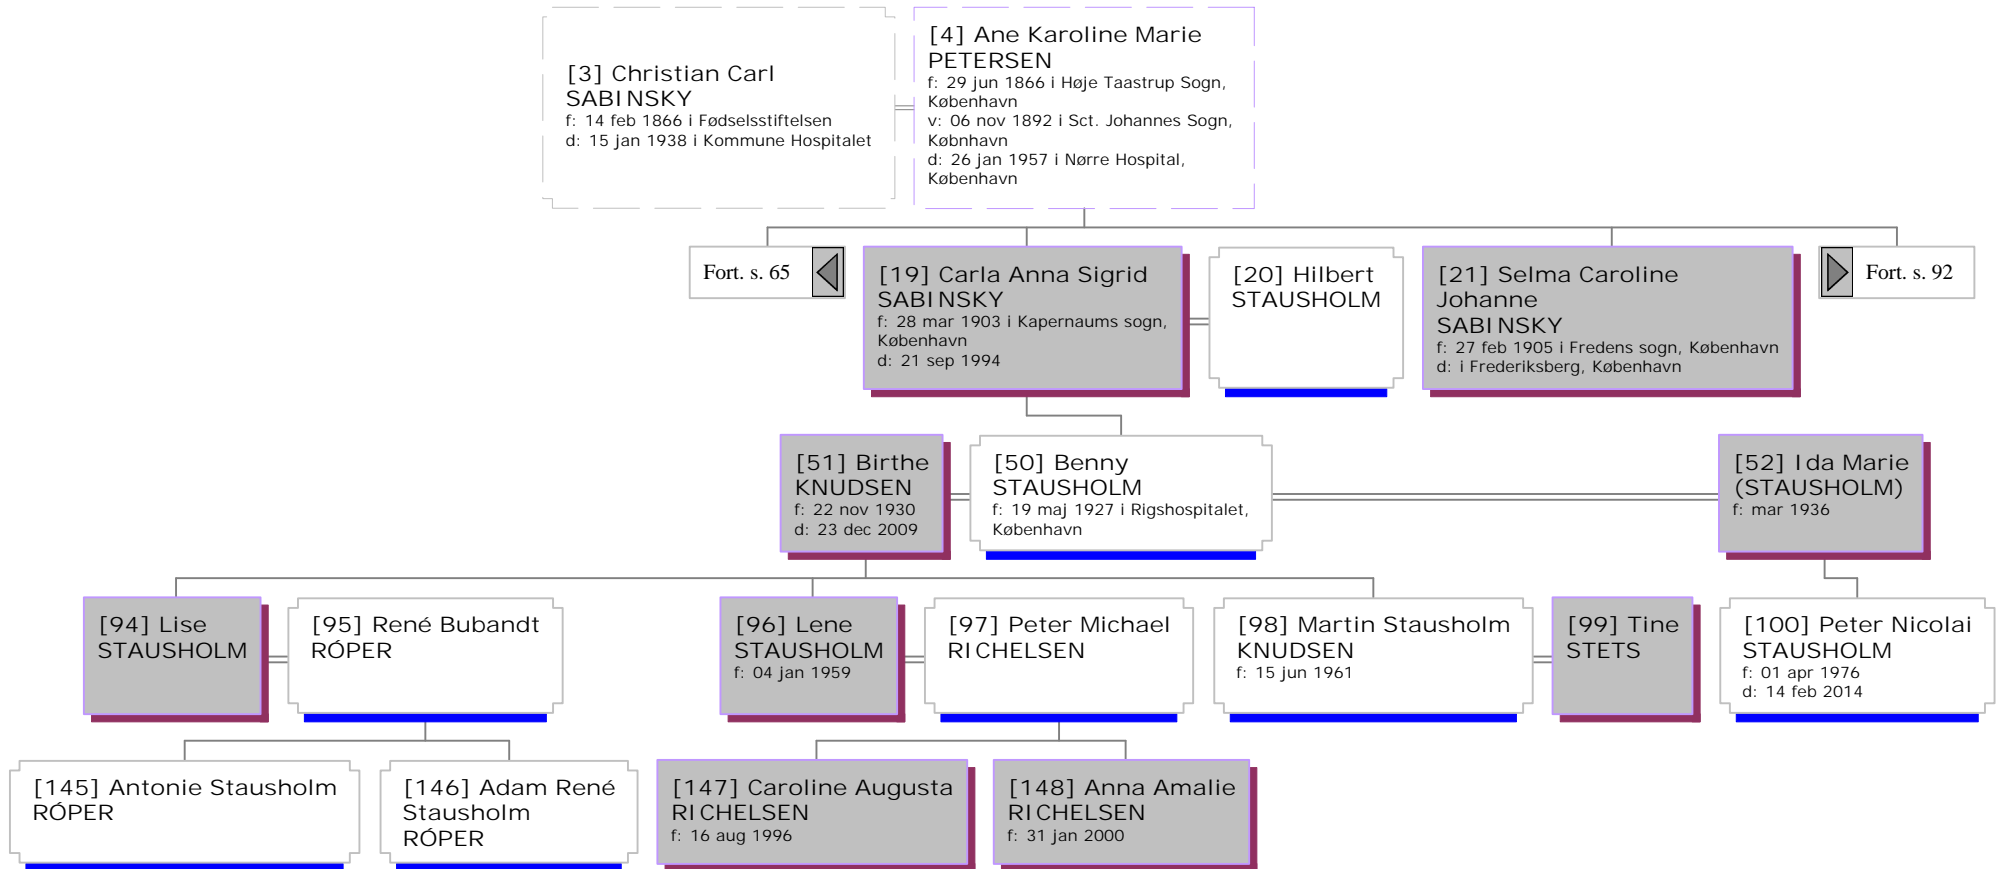 [3] Christian Carl
SABINSKY
f: 14 feb 1866 i Fødselsstiftelsen
d: 15 jan 1938 i Kommune Hospitalet
[4] Ane Karoline Marie
PETERSEN
f: 29 jun 1866 i Høje Taastrup Sogn,
København
v: 06 nov 1892 i Sct. Johannes Sogn,
Købnhavn
d: 26 jan 1957 i Nørre Hospital,
København
Fort. s. 65
[19] Carla Anna Sigrid
SABINSKY
f: 28 mar 1903 i Kapernaums sogn,
København
d: 21 sep 1994
[20] Hilbert
STAUSHOLM
[21] Selma Caroline
Johanne
SABINSKY
f: 27 feb 1905 i Fredens sogn, København
d: i Frederiksberg, København
Fort. s. 92
[51] Birthe
KNUDSEN
f: 22 nov 1930
d: 23 dec 2009
[50] Benny
STAUSHOLM
f: 19 maj 1927 i Rigshospitalet,
København
[52] Ida Marie
(STAUSHOLM)
f: mar 1936
[94] Lise
STAUSHOLM
[95] René Bubandt
RÓPER
[96] Lene
STAUSHOLM
f: 04 jan 1959
[97] Peter Michael
RICHELSEN
[98] Martin Stausholm
KNUDSEN
f: 15 jun 1961
[99] Tine
STETS
[100] Peter Nicolai
STAUSHOLM
f: 01 apr 1976
d: 14 feb 2014
[145] Antonie Stausholm
RÓPER
[146] Adam René
Stausholm
RÓPER
[147] Caroline Augusta
RICHELSEN
f: 16 aug 1996
[148] Anna Amalie
RICHELSEN
f: 31 jan 2000